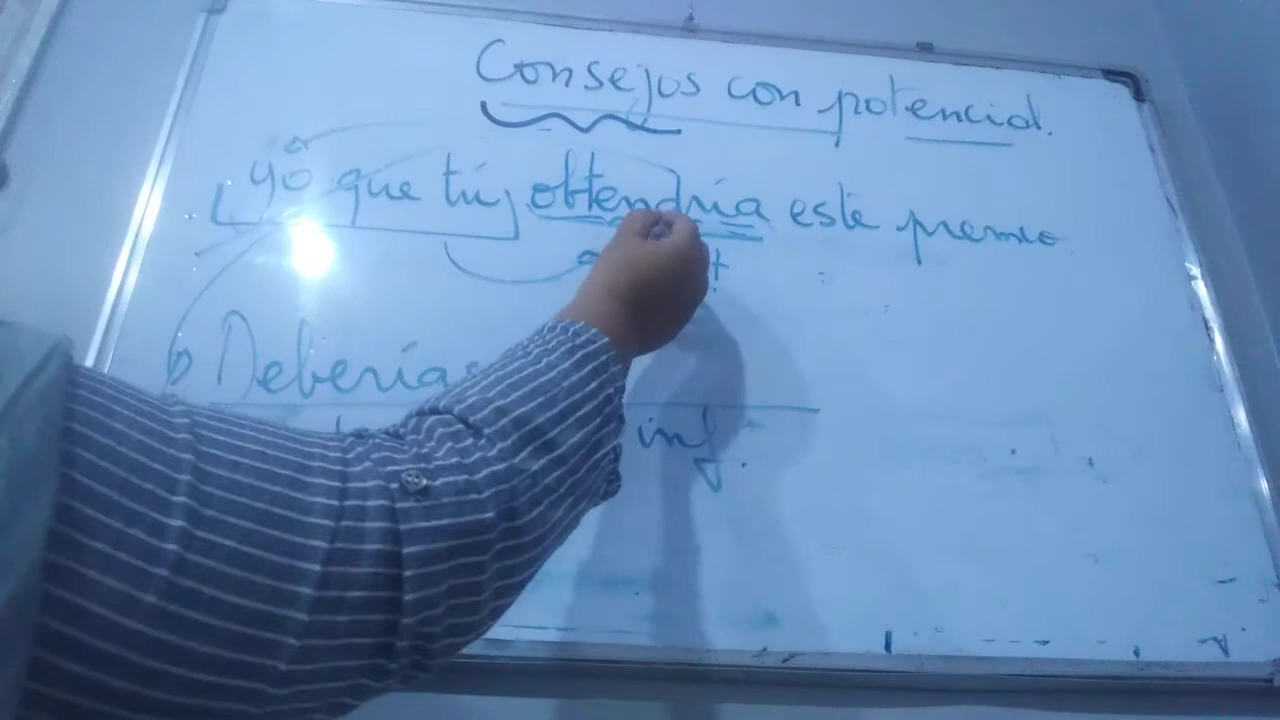 Consejos con potencial.
yo que tú obtendría este premio
Deberías
inf.